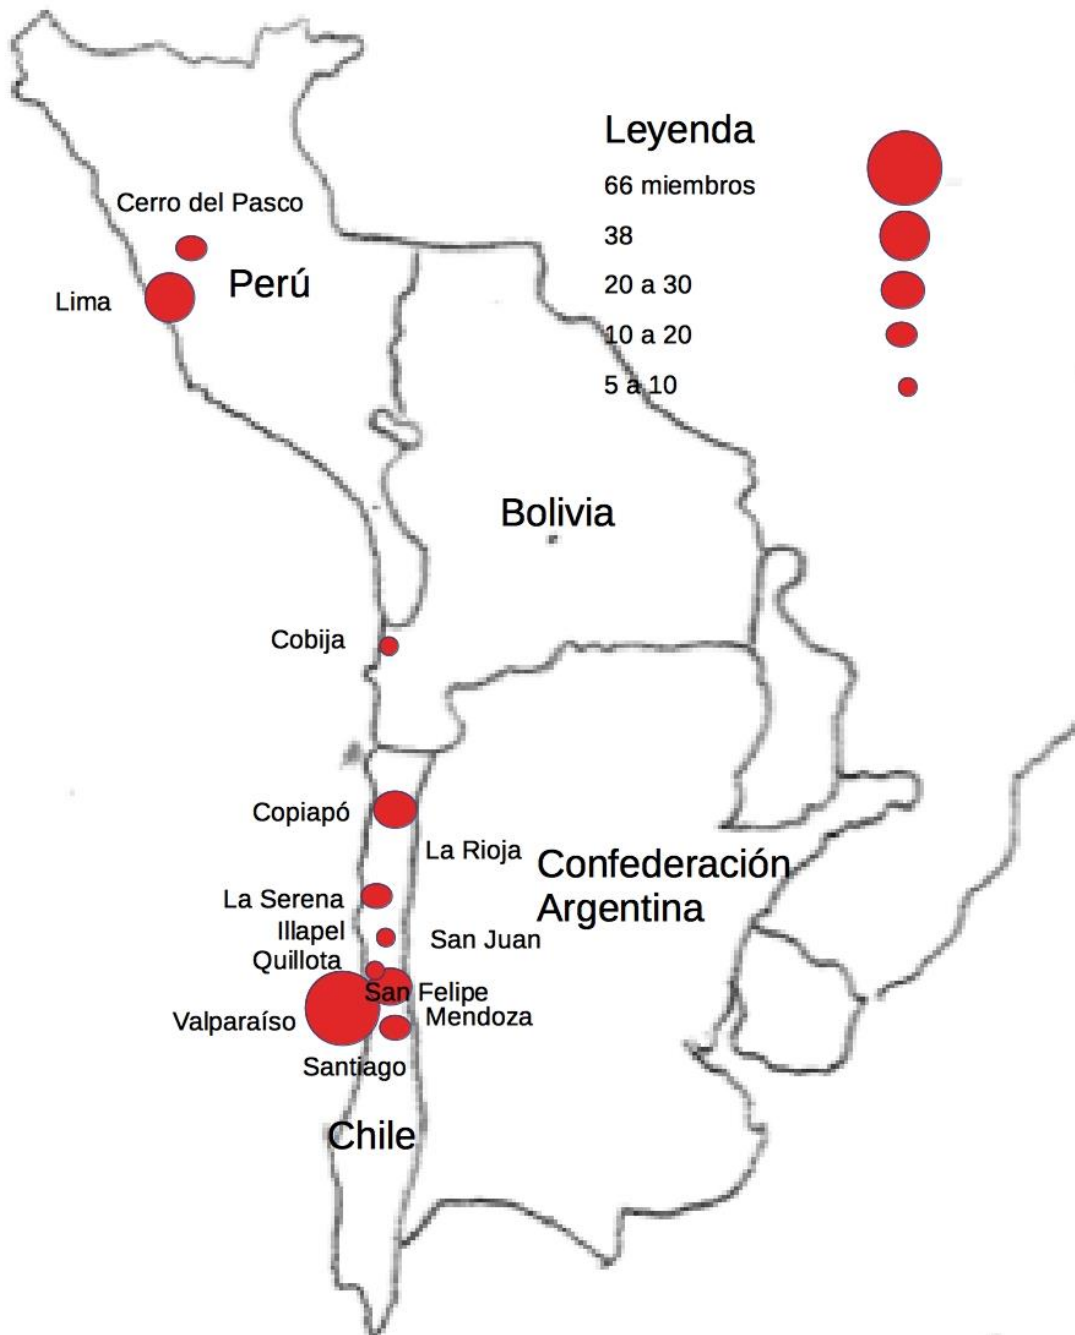 Leyenda
66 miembros
38
20 a 30
10 a 20
5 a 10
Cerro del Pasco
Perú
Lima
Bolivia
Cobija
Copiapó
La Rioja
Confederación
Argentina
La Serena
Illapel
San Juan
Quillota
San Felipe
Valparaíso
Mendoza
Santiago
Chile